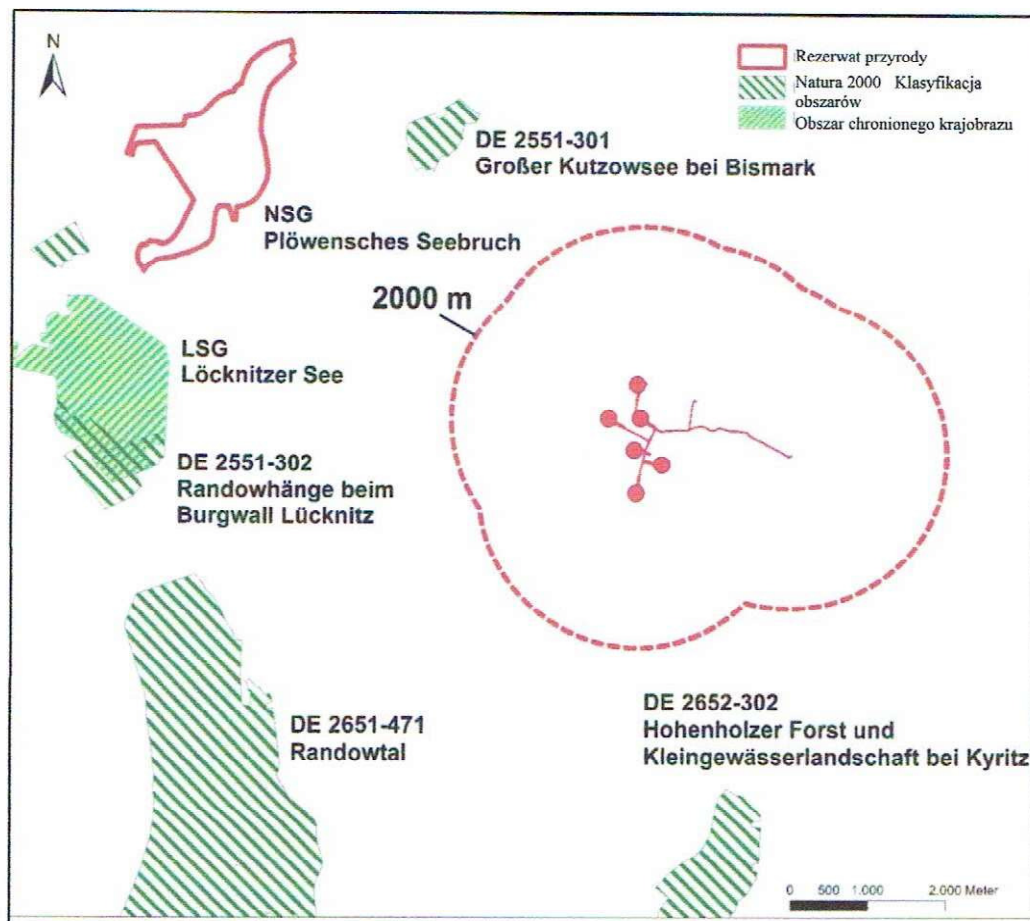 N
Rezerwat przyrody
Natura 2000 Klasyfikacja
obszarów
Obszar chronionego krajobrazu
DE 2551-301
Großer Kutzowsee bei Bismark
NSG
Plöwensches Seebruch
2000 m
LSG
Löcknitzer See
DE 2551-302
Randowhänge beim
Burgwall Lücknitz
DE 2651-471
Randowtal
DE 2652-302
Hohenholzer Forst und
Kleingewässerlandschaft bei Kyritz
0 500 1.000 2.000 Meter